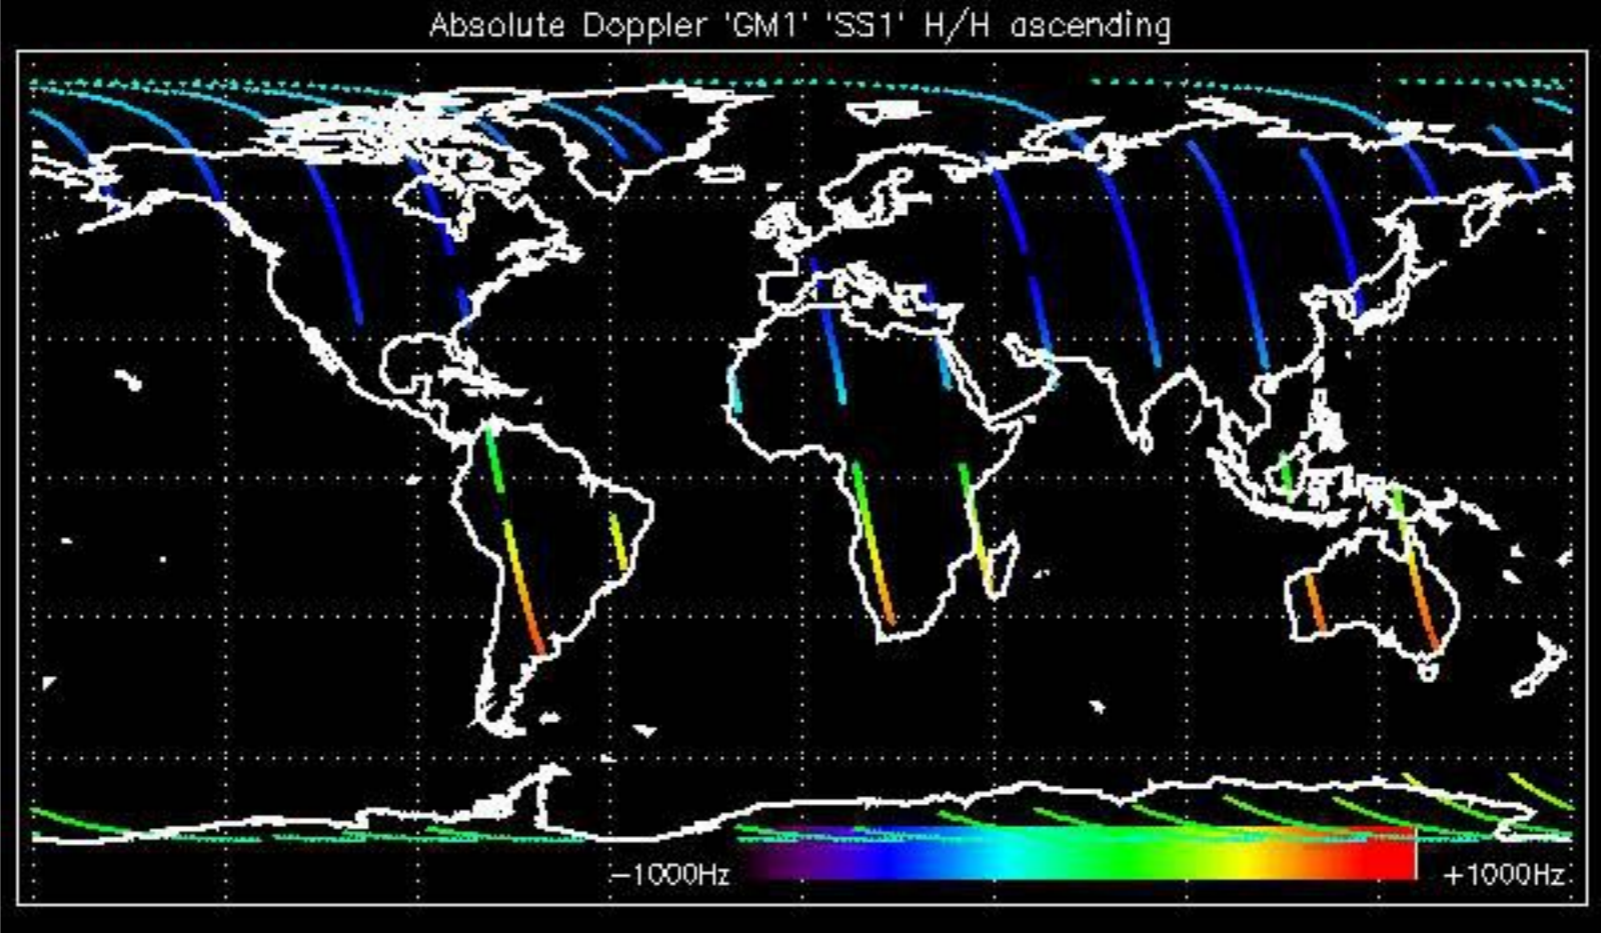 Absolute Doppler 'GM1' 'SS1' H/H ascending
−1000Hz
+1000Hz